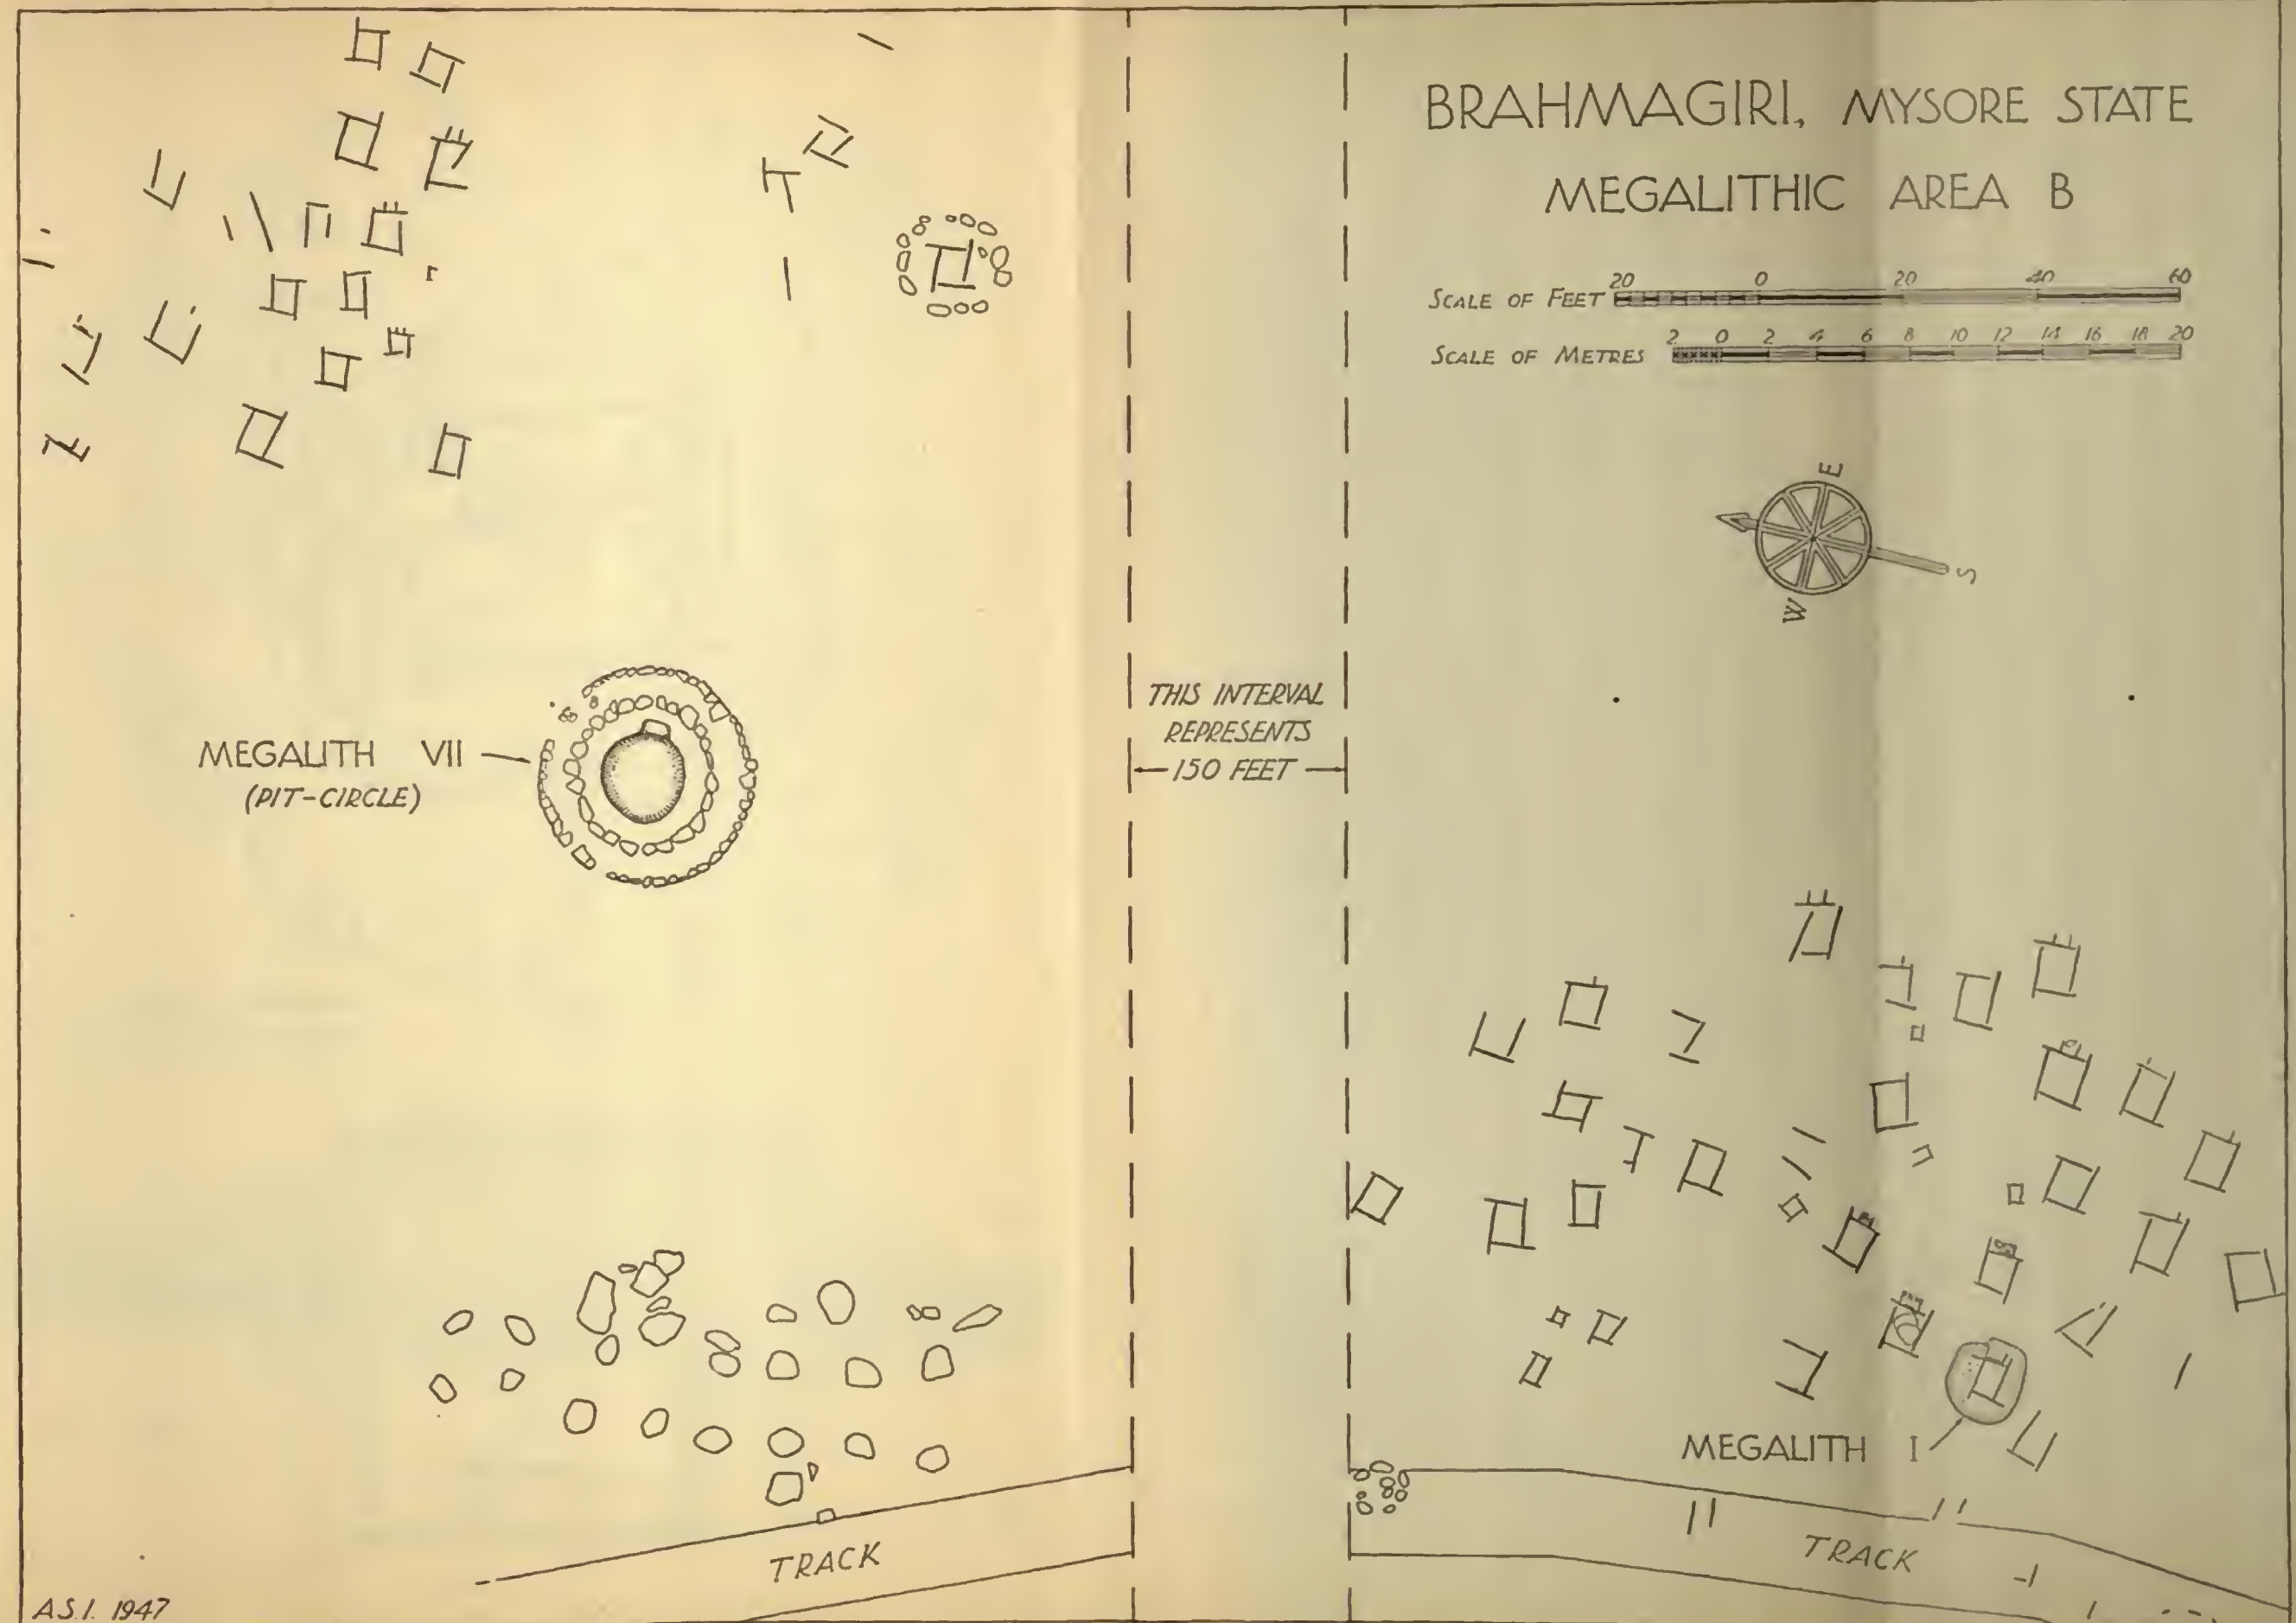 BRAHMAGIRI, MYSORE STATE
MEGALITHIC AREA B
20 0 20 40 60
SCALE OF FEET
2 0 2 4 6 8 10 12 14 16 18 20
SCALE OF METRES
E
S
W
THIS INTERVAL
REPRESENTS
150 FEET
MEGALITH VII
(PIT-CIRCLE)
MEGALITH I
TRACK
TRACK
A.S.I. 1947